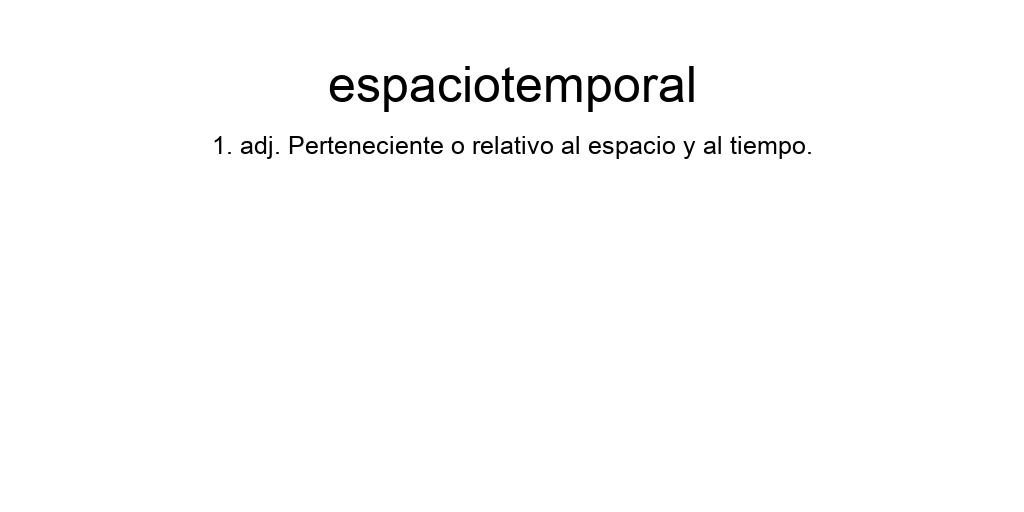 espaciotemporal
1. adj. Perteneciente o relativo al espacio y al tiempo.